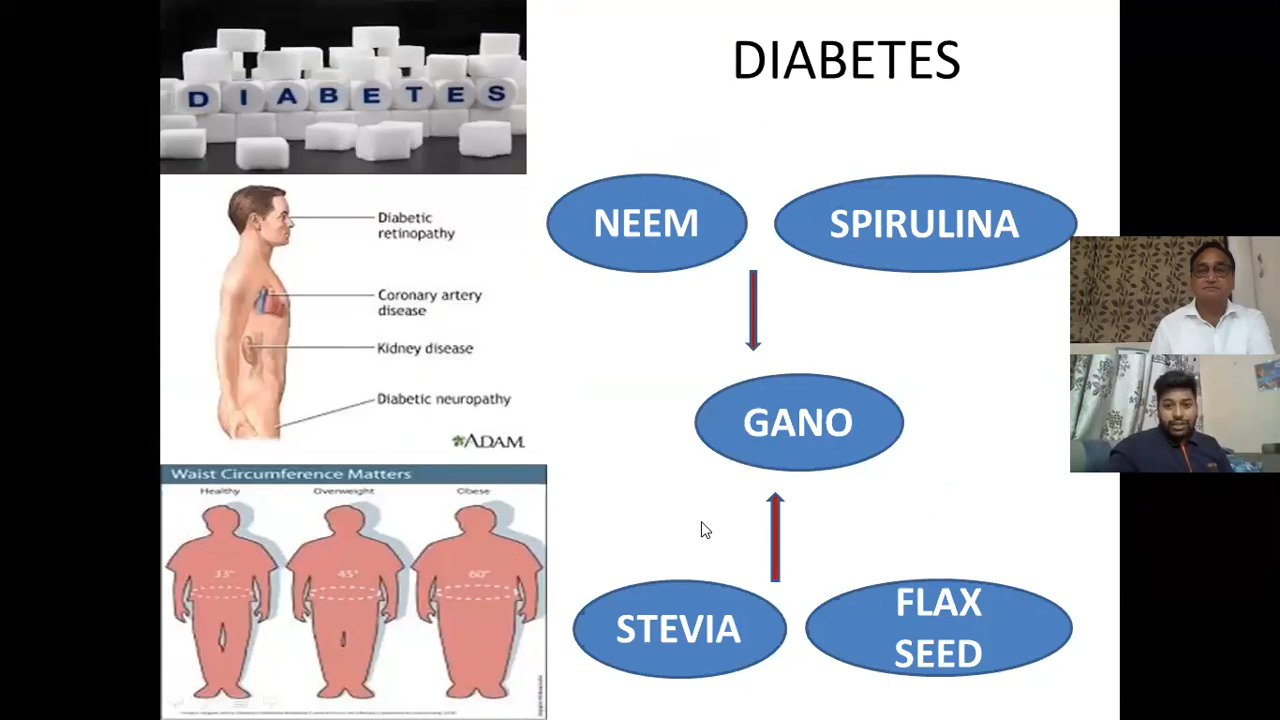 DIABETES
DIABETES
NEEM
SPIRULINA
Diabetic
retinopathy
Coronary artery
disease
Kidney disease
Diabetic neuropathy
ADAM.
GANO
Waist Circumference Matters
Healthy
Overweight
Obese
33"
45"
60"
STEVIA
FLAX
SEED